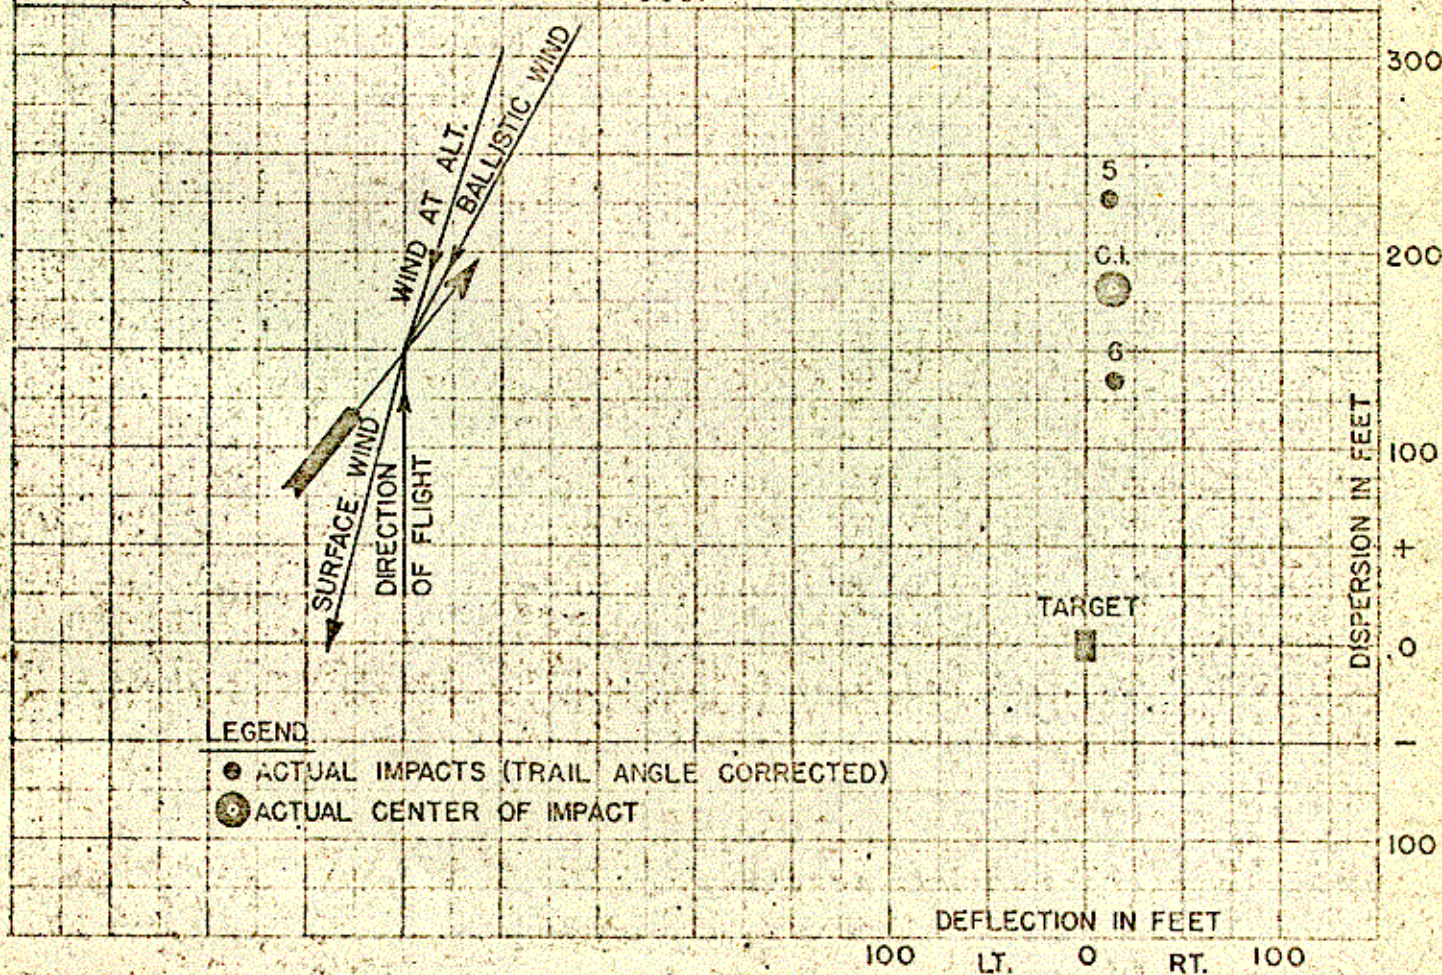 300
WIND AT ALT.
BALLISTIC WIND
5
200
C.I.
6
SURFACE WIND
DIRECTION
OF FLIGHT
100
DISPERSION IN FEET
+
TARGET
0
LEGEND
-
ACTUAL IMPACTS (TRAIL ANGLE CORRECTED)
ACTUAL CENTER OF IMPACT
100
DEFLECTION IN FEET
100 LT. 0 RT. 100